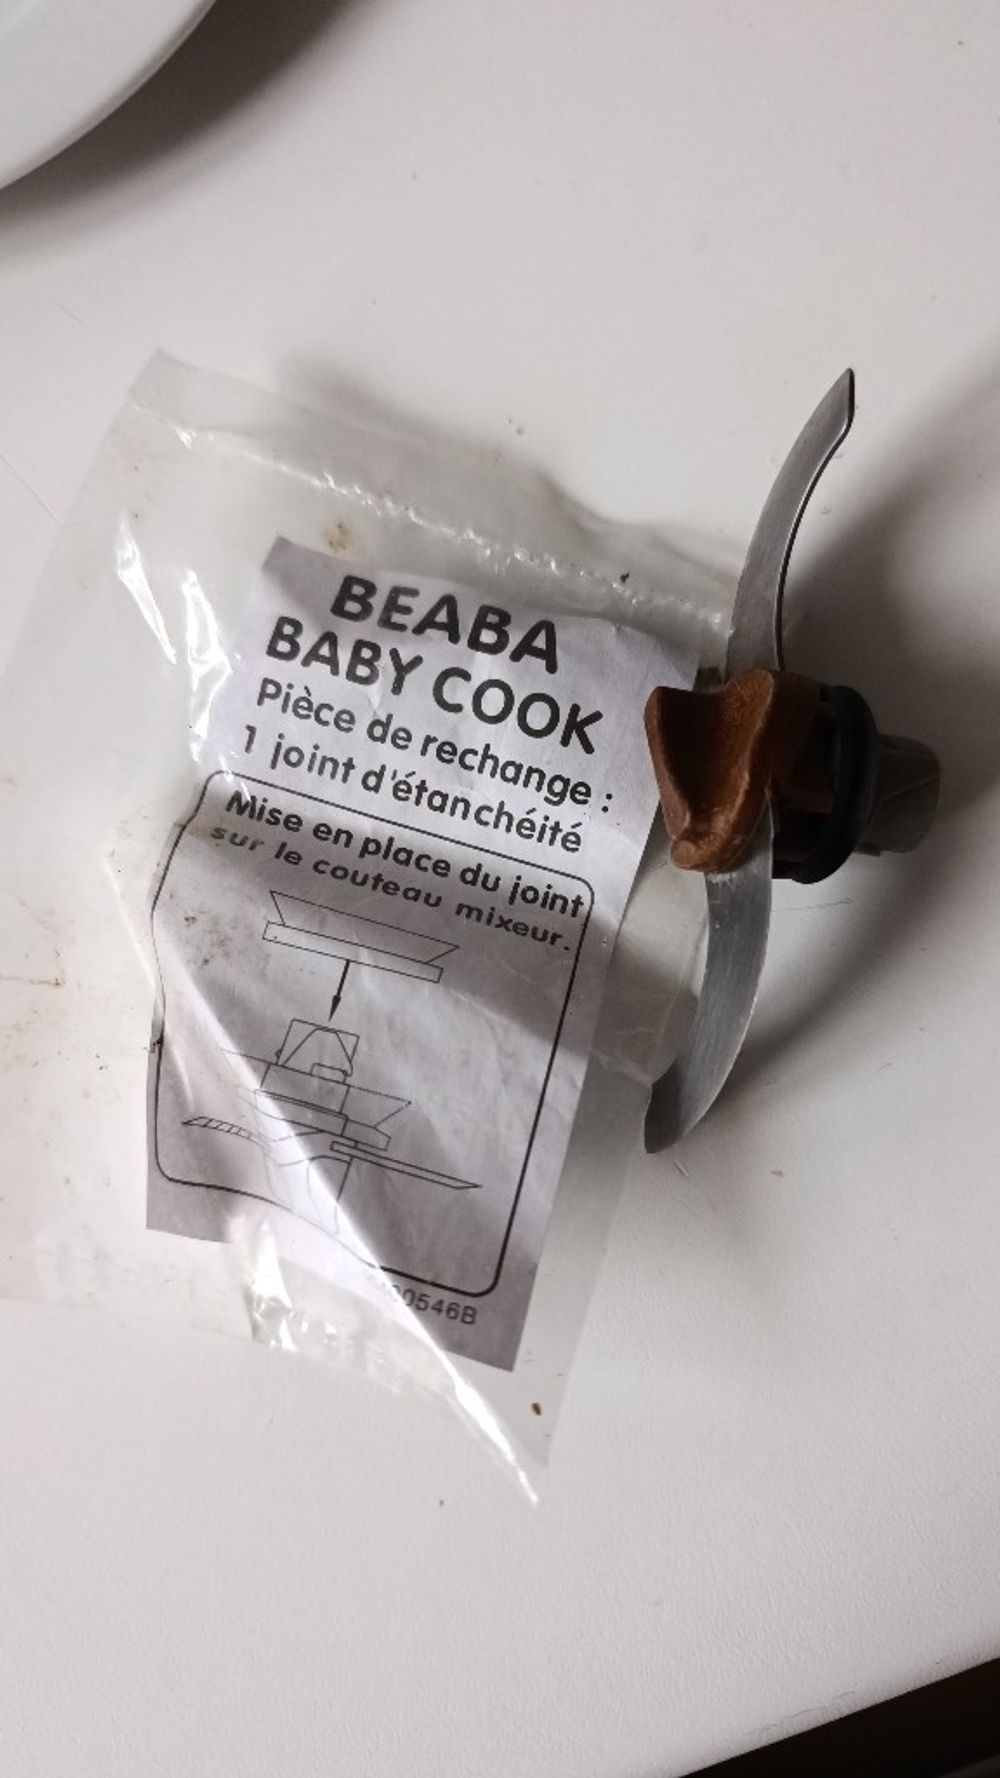 BEABA
BABY COOK
Pièce de rechange :
1 joint d'étanchéité
Mise en place du joint
sur le couteau mixeur.